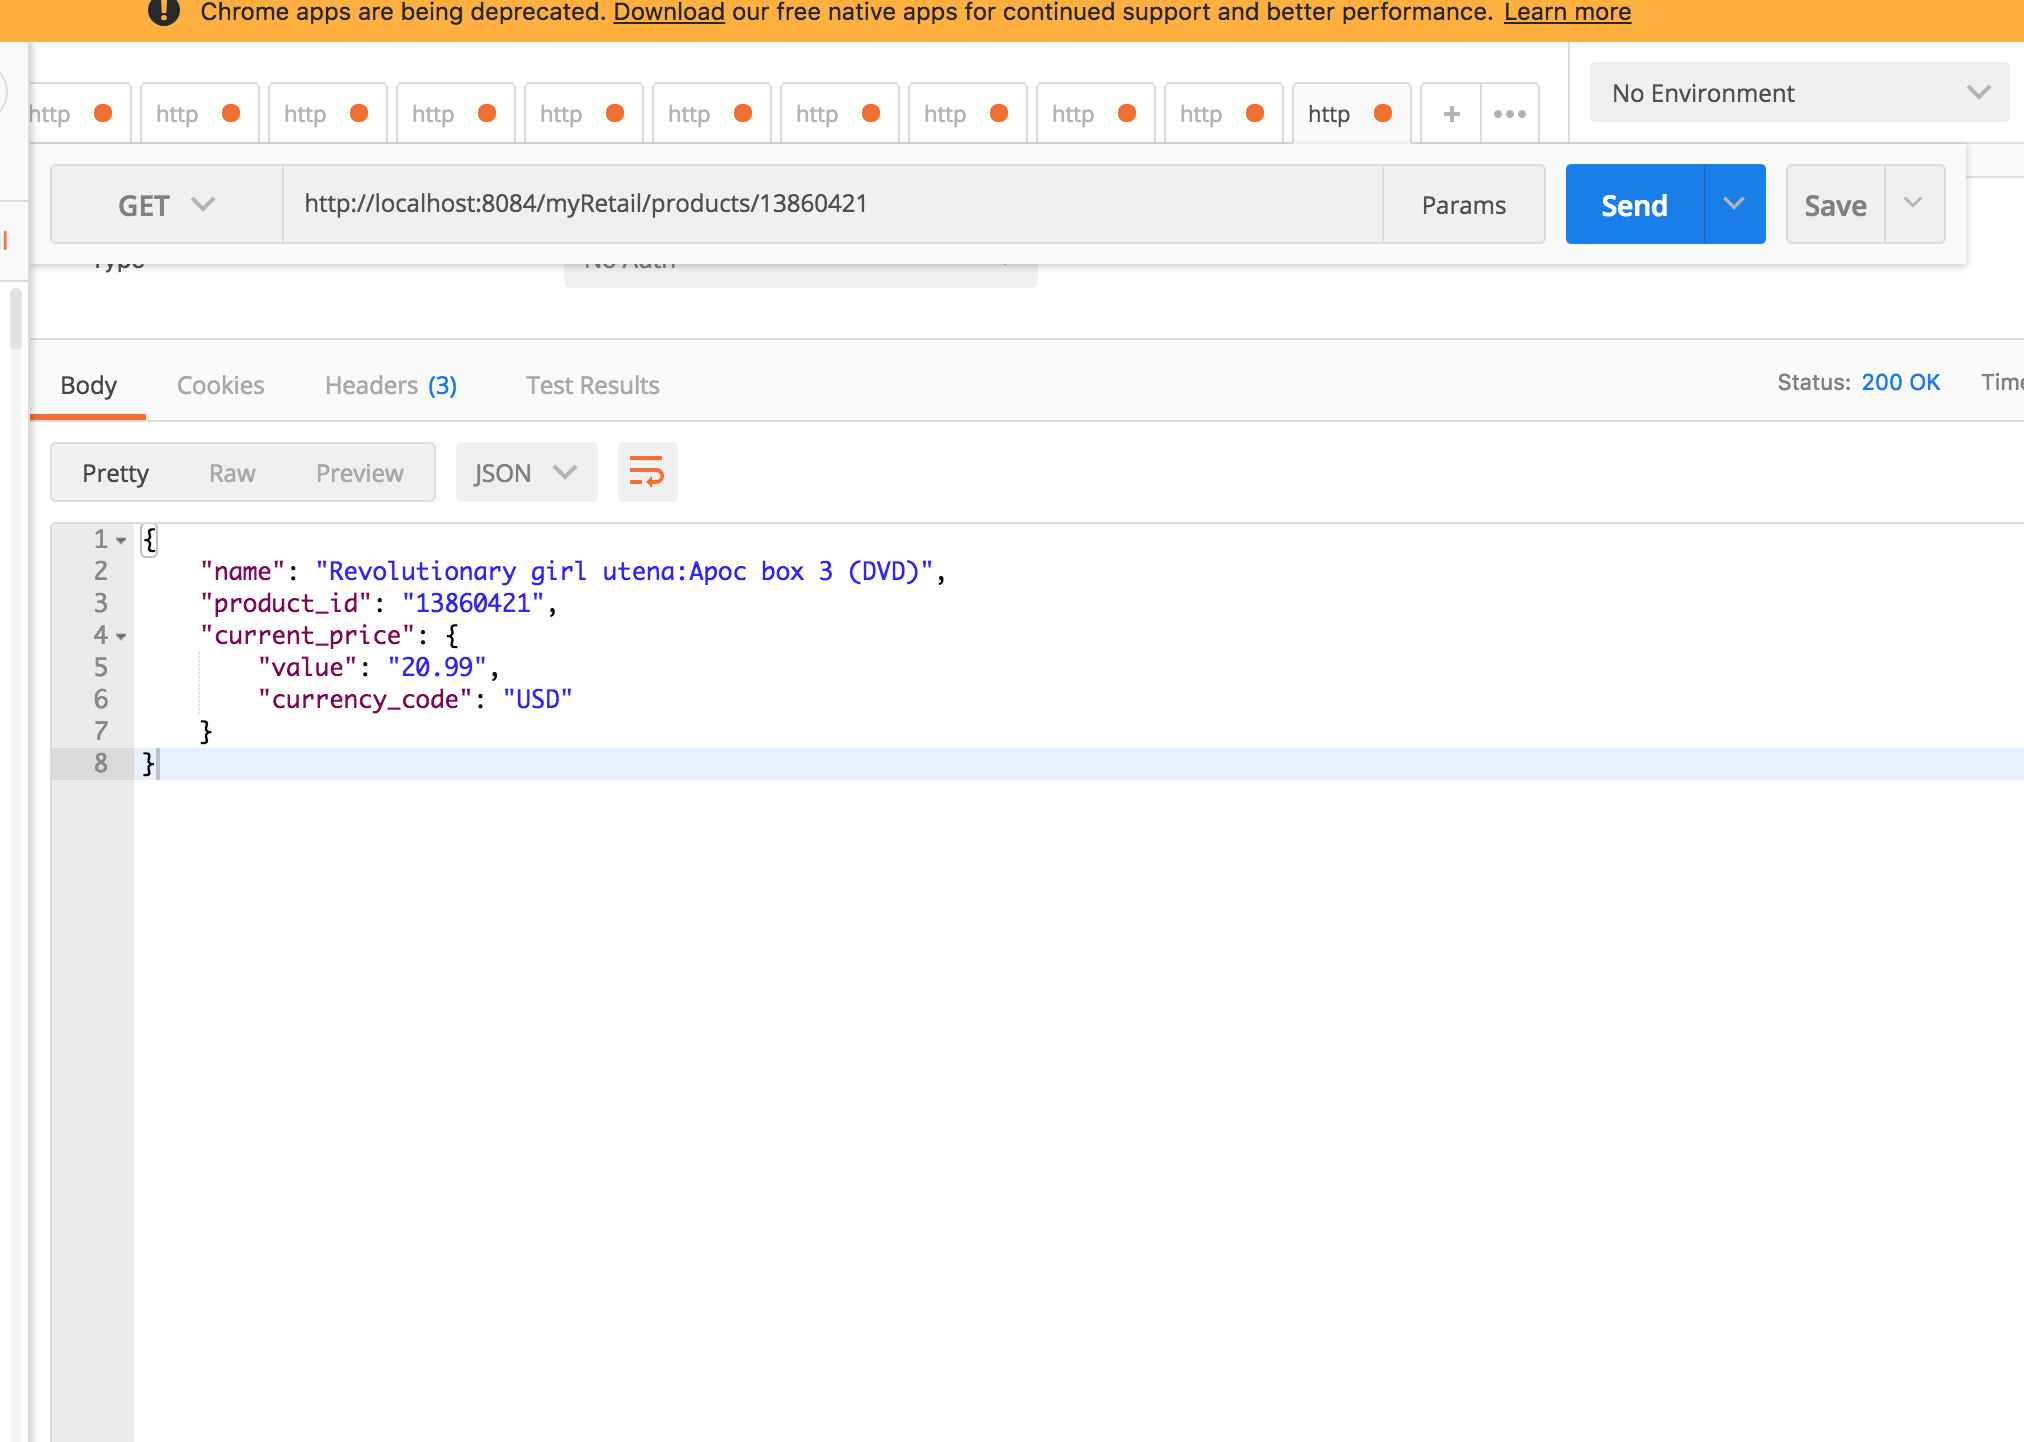 Chrome apps are being deprecated. Download our free native apps for continued support and better performance. Learn more
http http http http http http http http http http http + •••
No Environment
GET http://localhost:8084/myRetail/products/13860421 Params Send Save
Type No Auth
Body Cookies Headers (3) Test Results Status: 200 OK
Pretty Raw Preview JSON
1 {
2 "name": "Revolutionary girl utena:Apoc box 3 (DVD)",
3 "product_id": "13860421",
4 "current_price": {
5 "value": "20.99",
6 "currency_code": "USD"
7 }
8 }